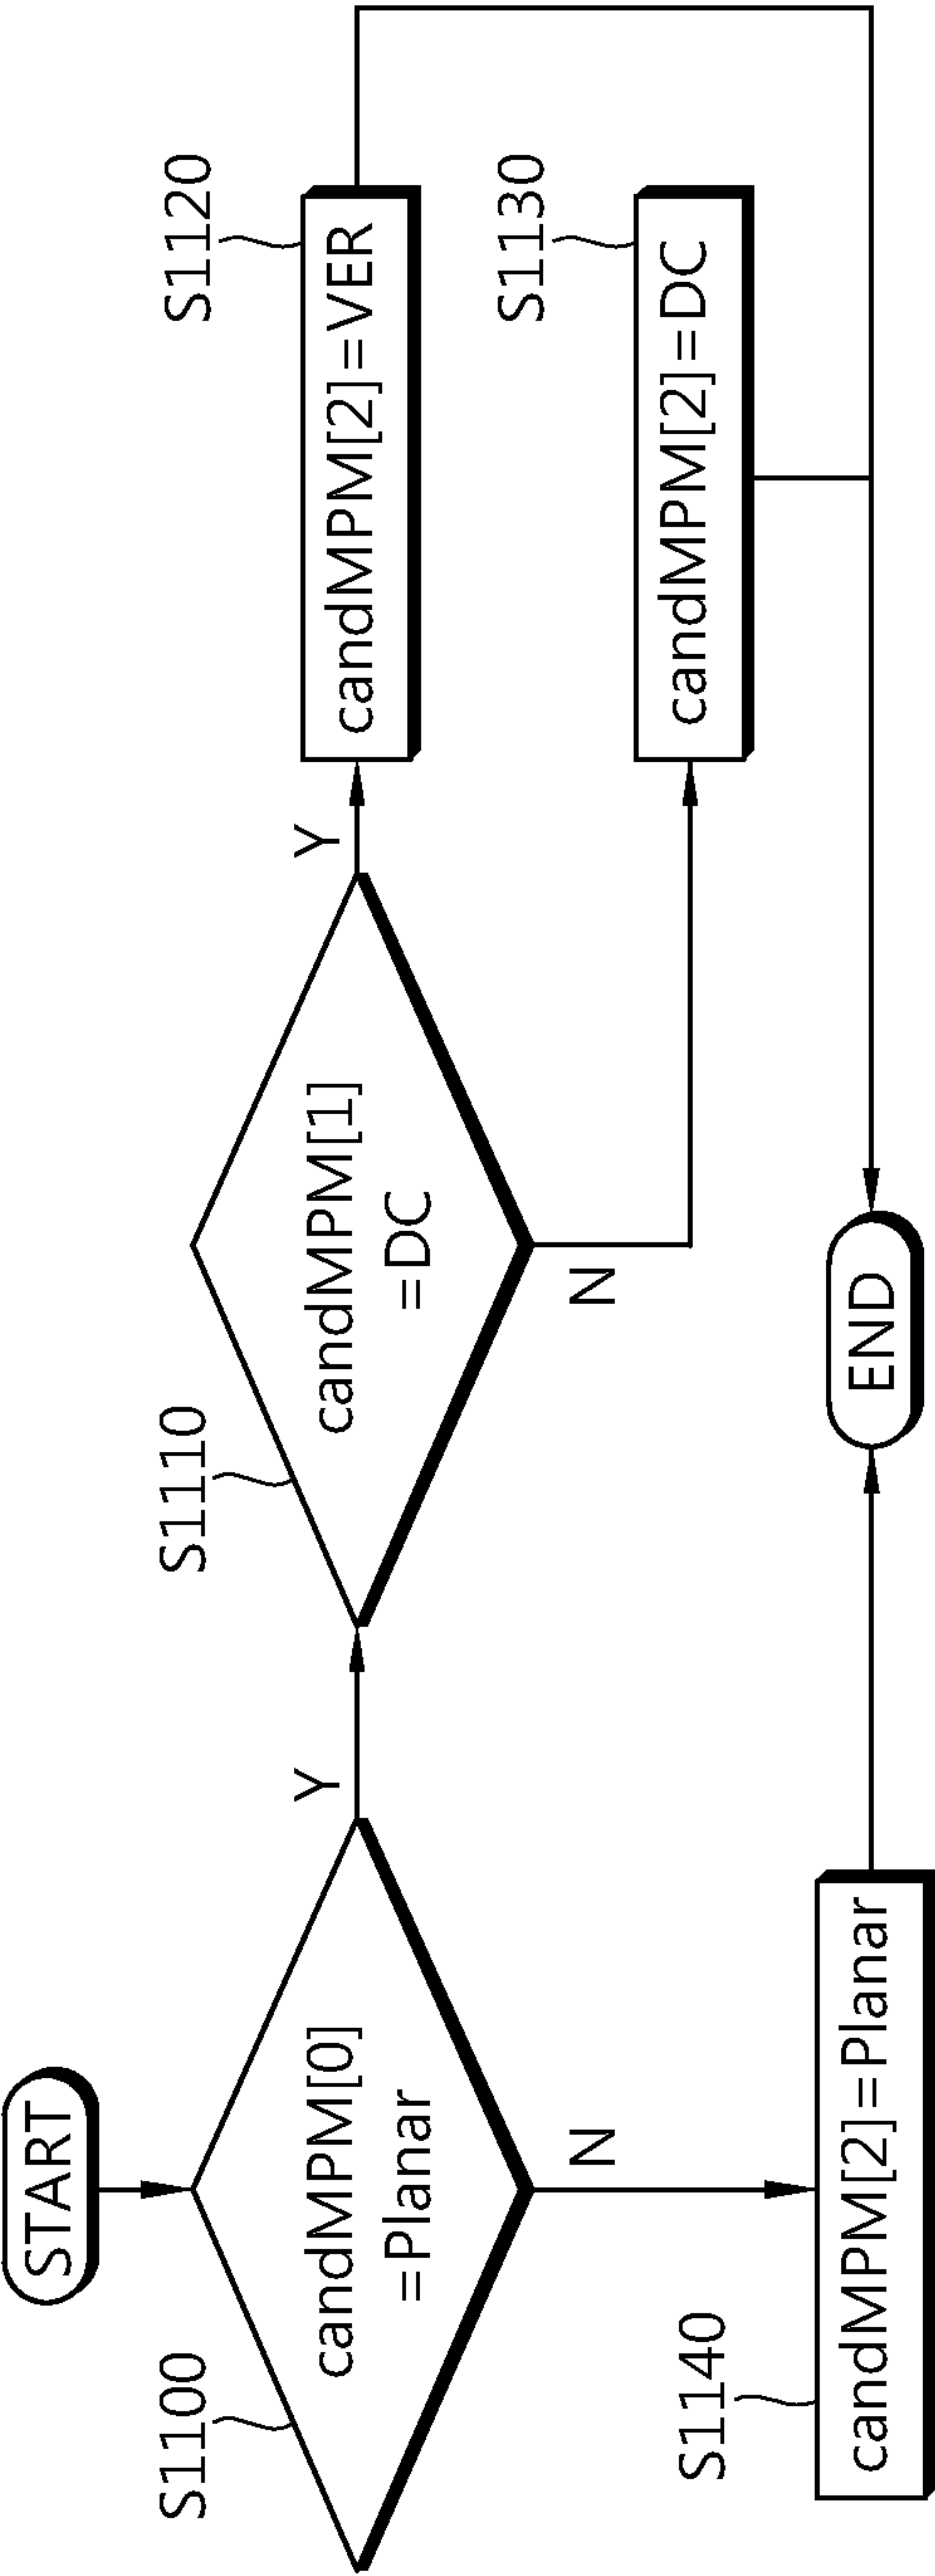 START
S1100
candMPM[0]
=Planar
Y
N
S1110
candMPM[1]
=DC
Y
N
S1120
candMPM[2]=VER
S1130
candMPM[2]=DC
S1140
candMPM[2]=Planar
END